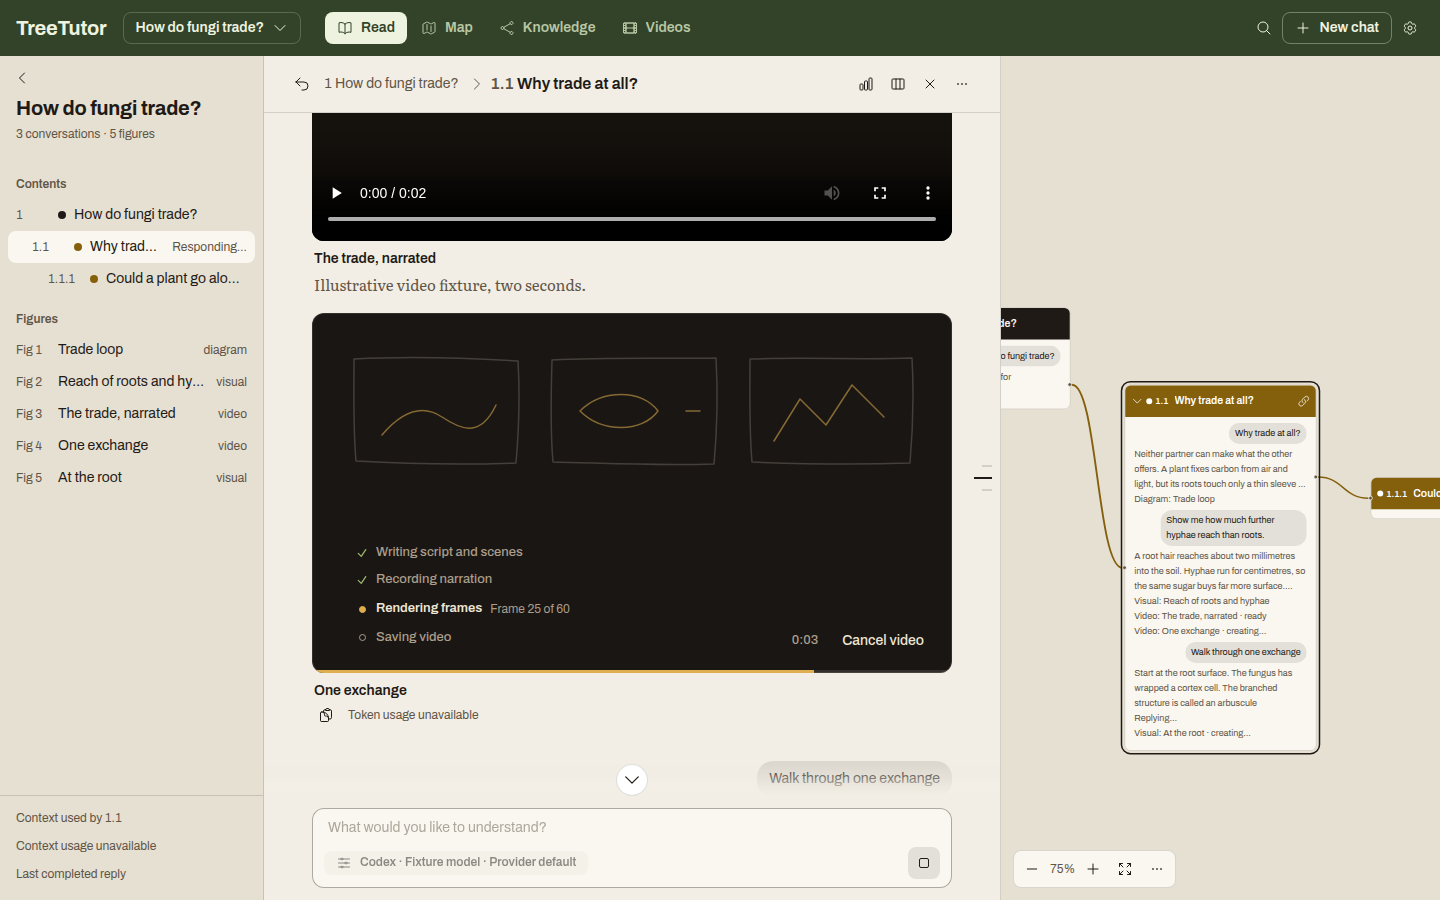 TreeTutor
How do fungi trade?
Read
Map
Knowledge
Videos
New chat
How do fungi trade?
3 conversations · 5 figures
Contents
1 How do fungi trade?
1.1 Why trad... Responding...
1.1.1 Could a plant go alo...
Figures
Fig 1 Trade loop diagram
Fig 2 Reach of roots and hy... visual
Fig 3 The trade, narrated video
Fig 4 One exchange video
Fig 5 At the root visual
Context used by 1.1
Context usage unavailable
Last completed reply
1 How do fungi trade?
1.1 Why trade at all?
0:00 / 0:02
The trade, narrated
Illustrative video fixture, two seconds.
Writing script and scenes
Recording narration
Rendering frames Frame 25 of 60
Saving video
0:03 Cancel video
One exchange
Token usage unavailable
Walk through one exchange
What would you like to understand?
Codex · Fixture model · Provider default
de?
o fungi trade?
for
1.1 Why trade at all?
Why trade at all?
Neither partner can make what the other
offers. A plant fixes carbon from air and
light, but its roots touch only a thin sleeve ...
Diagram: Trade loop
Show me how much further
hyphae reach than roots.
A root hair reaches about two millimetres
into the soil. Hyphae run for centimetres, so
the same sugar buys far more surface....
Visual: Reach of roots and hyphae
Video: The trade, narrated · ready
Video: One exchange · creating...
Walk through one exchange
Start at the root surface. The fungus has
wrapped a cortex cell. The branched
structure is called an arbuscule
Replying...
Visual: At the root · creating...
1.1.1 Could
75%